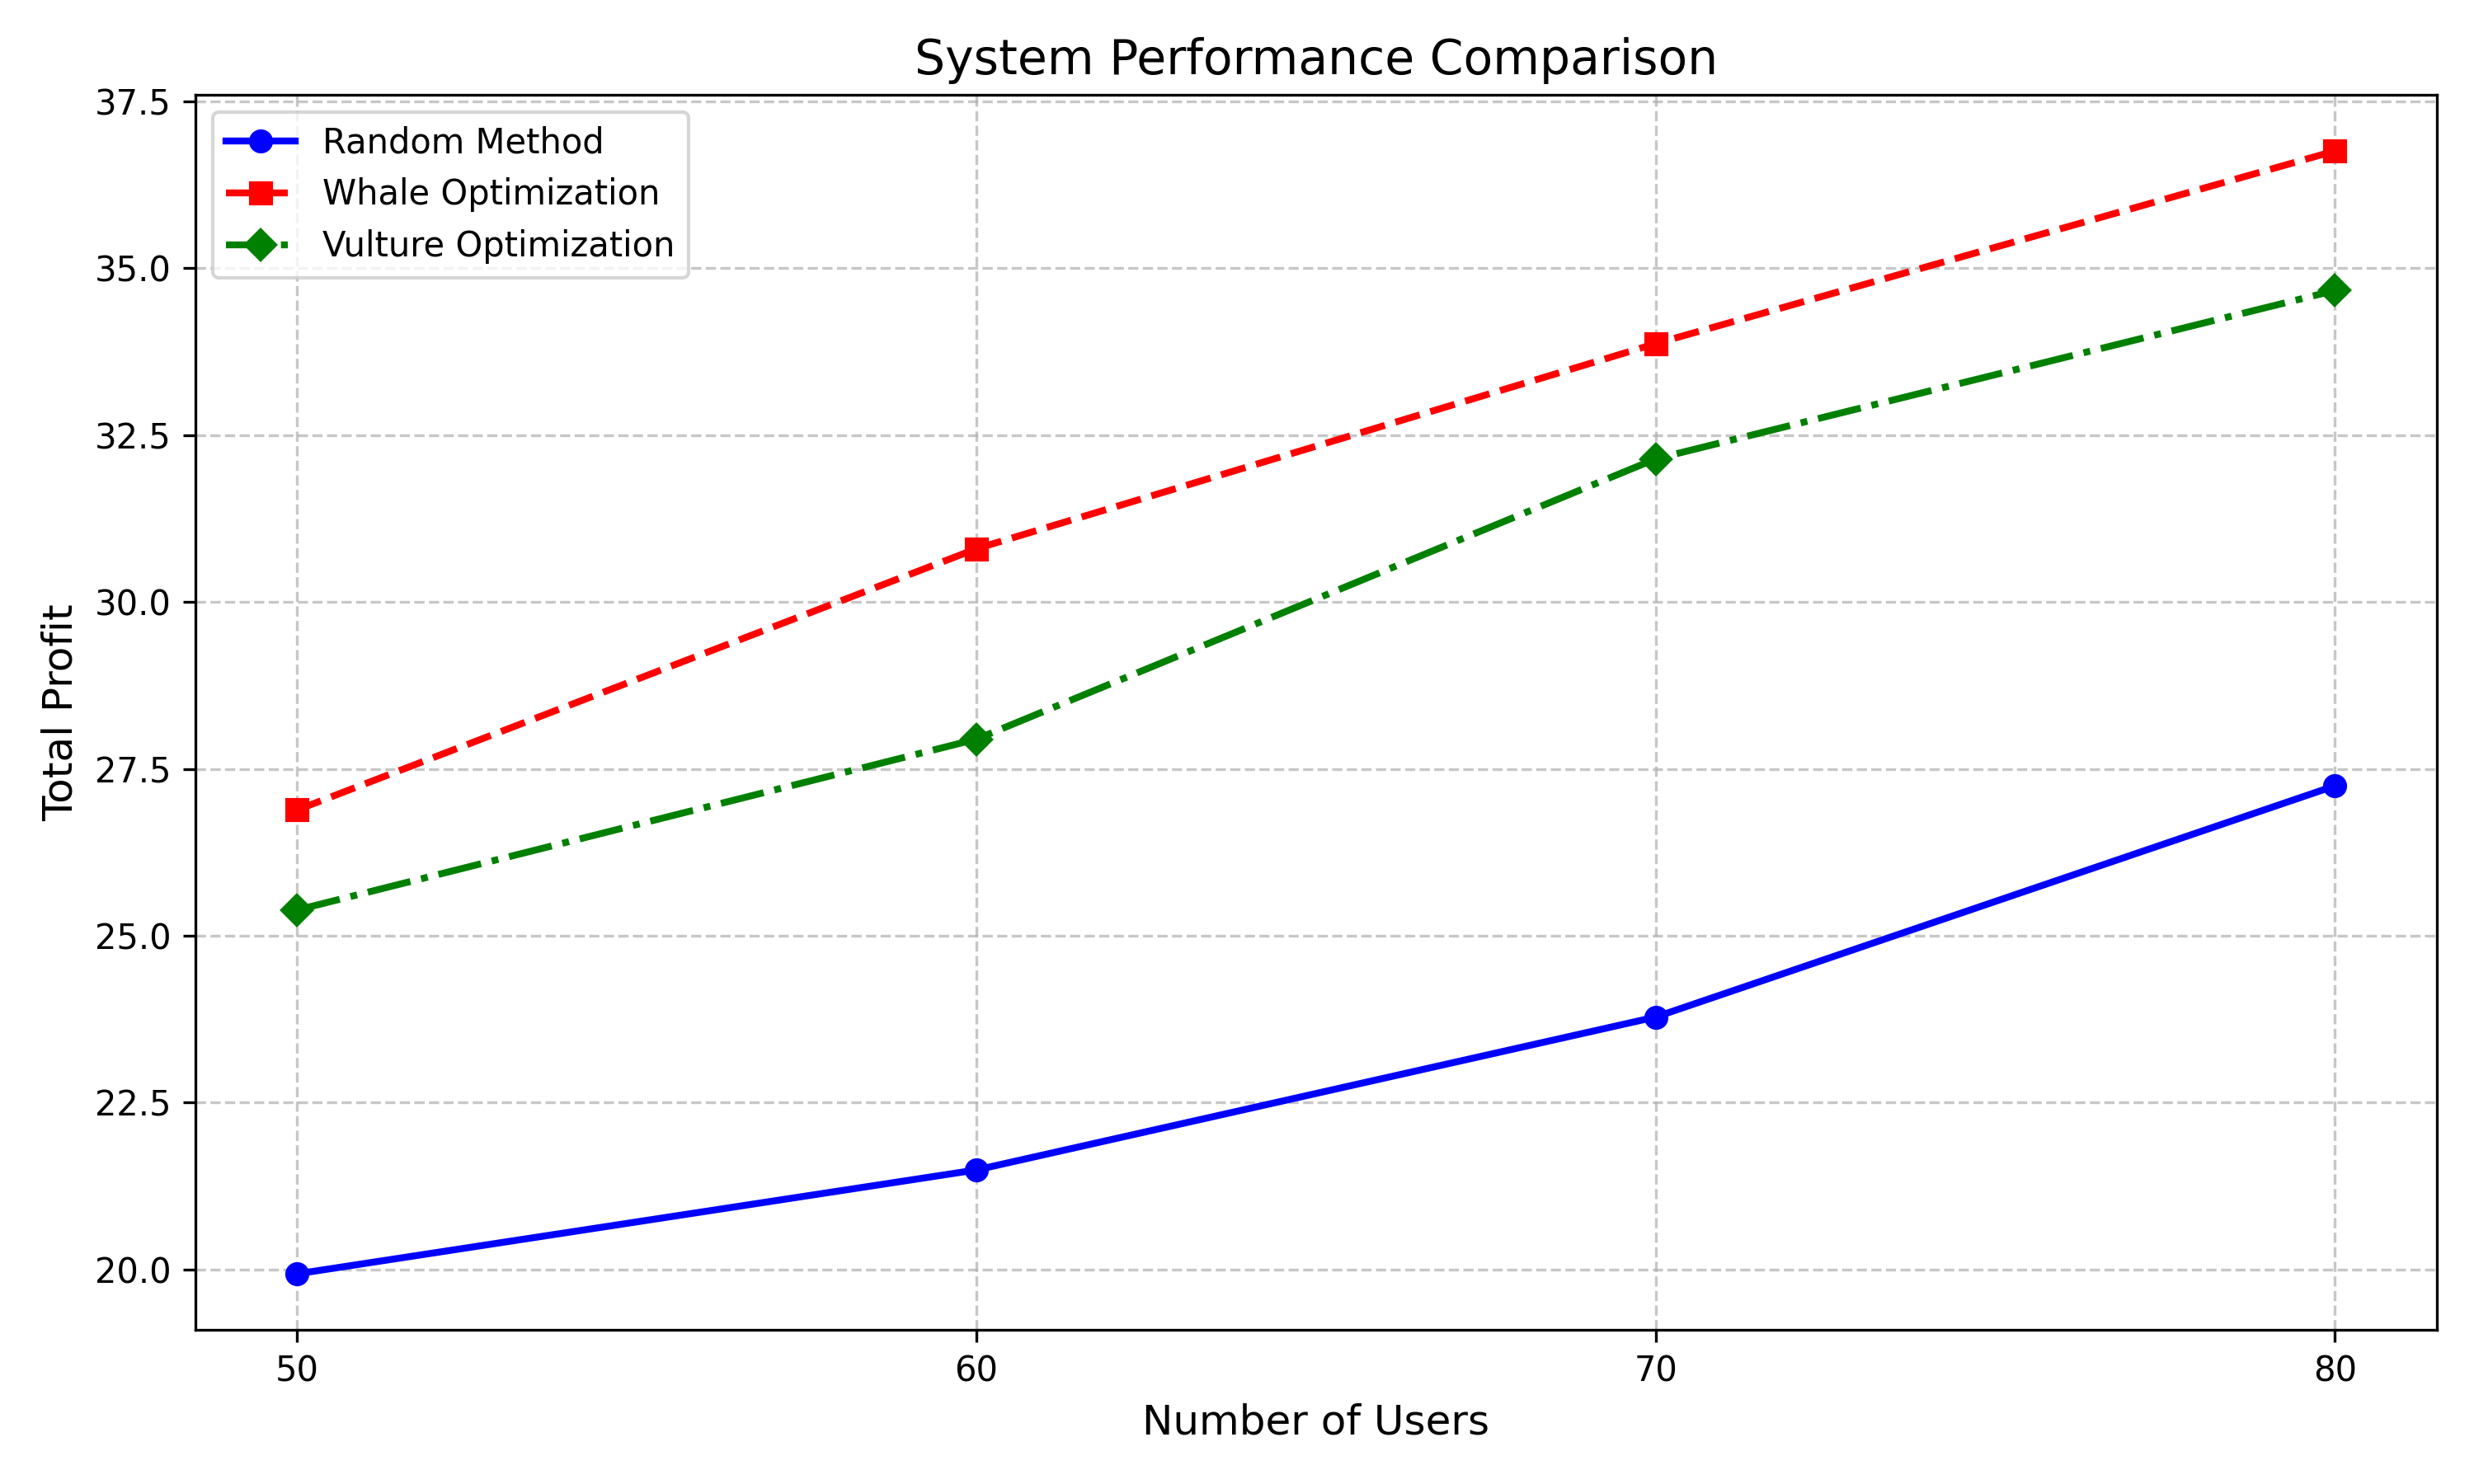 System Performance Comparison
Random Method
Whale Optimization
Vulture Optimization
Total Profit
37.5
35.0
32.5
30.0
27.5
25.0
22.5
20.0
50 60 70 80
Number of Users